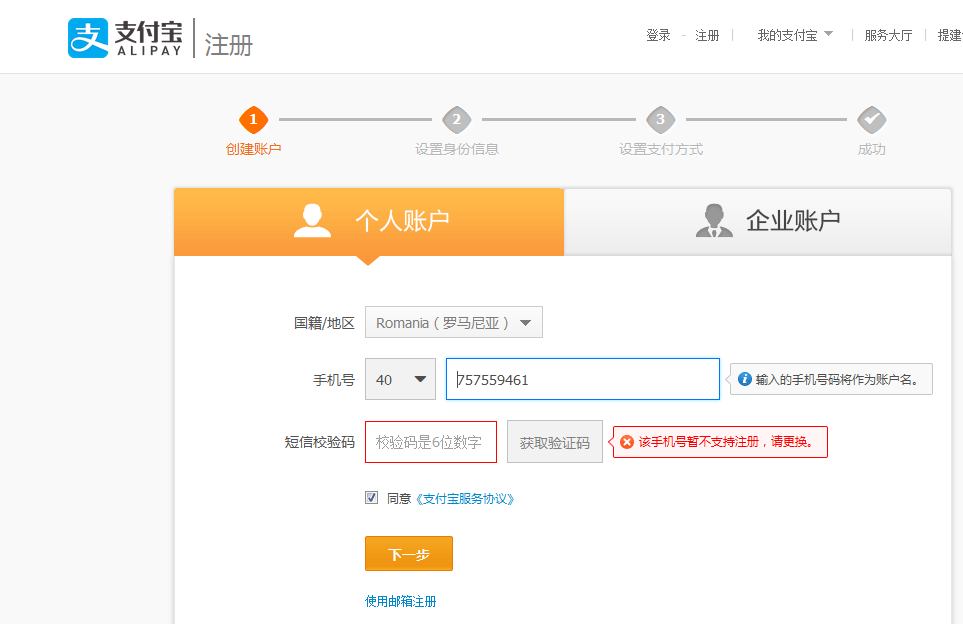 支付宝 ALIPAY 注册
登录 - 注册 | 我的支付宝 | 服务大厅 | 提建
1 2 3
创建账户 设置身份信息 设置支付方式 成功
个人账户 企业账户
国籍/地区 Romania（罗马尼亚）
手机号 40 757559461 输入的手机号码将作为账户名。
短信校验码 校验码是6位数字 获取验证码 该手机号暂不支持注册，请更换。
同意《支付宝服务协议》
下一步
使用邮箱注册